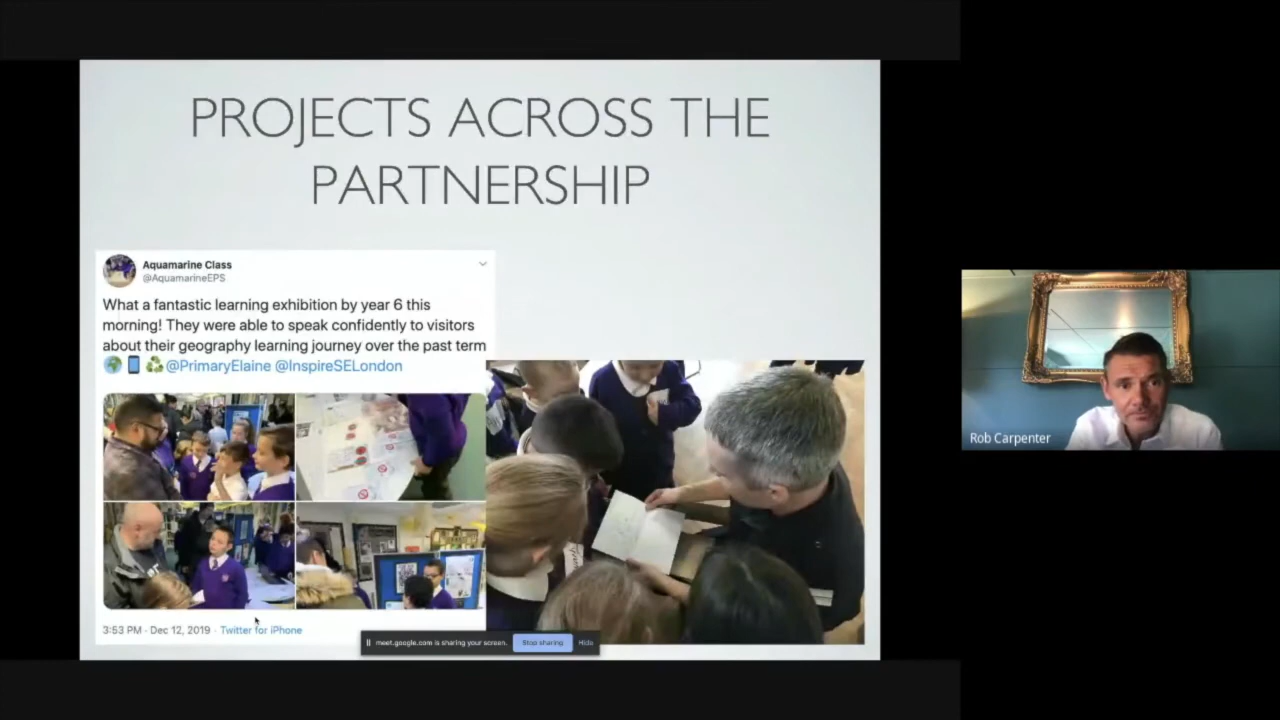 PROJECTS ACROSS THE
PARTNERSHIP
Aquamarine Class
@AquamarineEPS
What a fantastic learning exhibition by year 6 this
morning! They were able to speak confidently to visitors
about their geography learning journey over the past term
@PrimaryElaine @InspireSELondon
3:53 PM · Dec 12, 2019 · Twitter for iPhone
meet.google.com is sharing your screen.
Stop sharing
Hide
Rob Carpenter